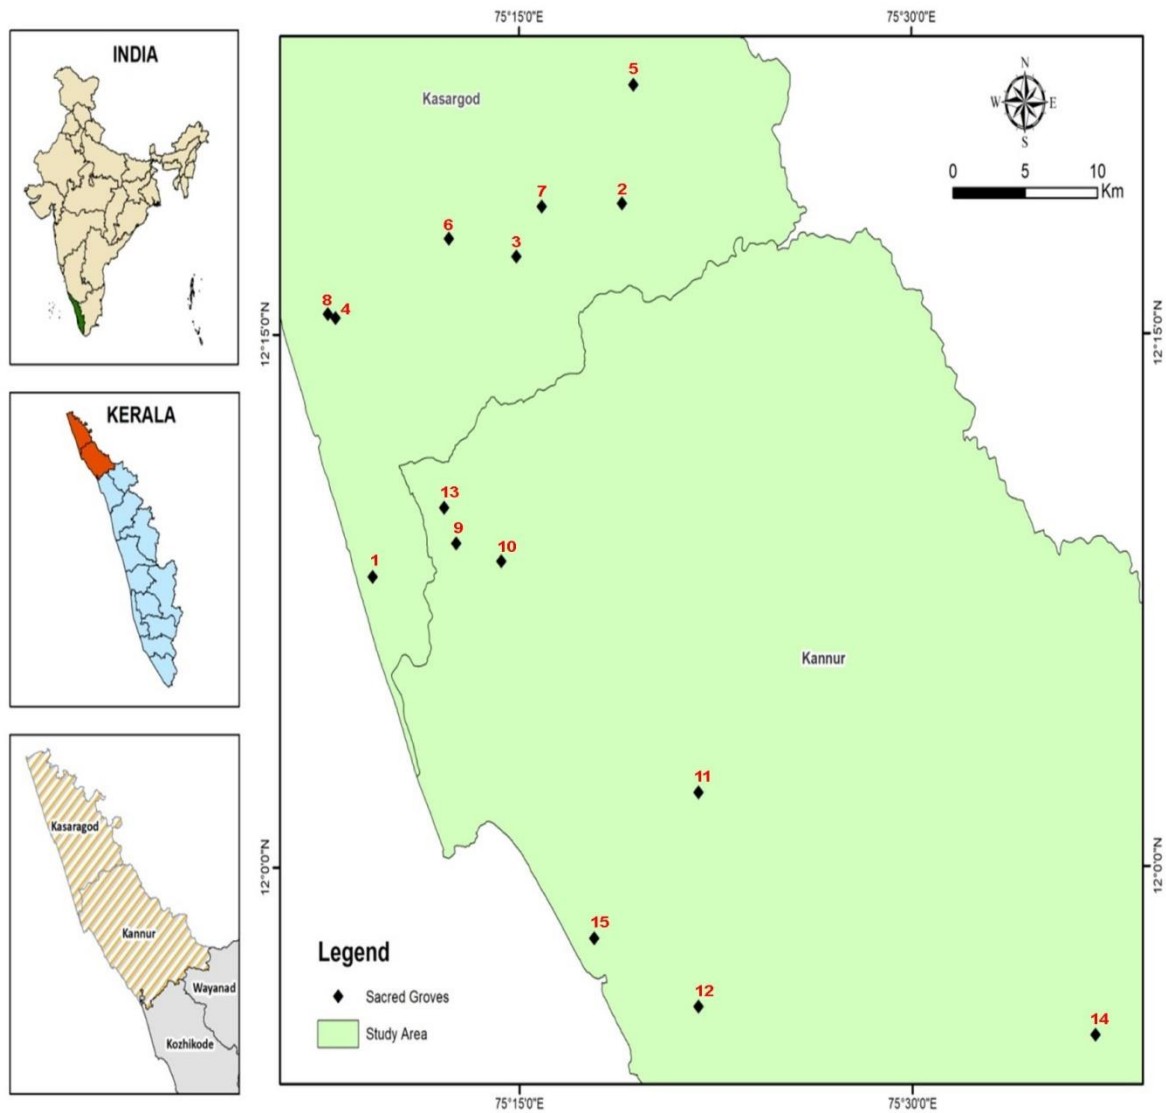 INDIA
KERALA
Kasaragod
Kannur
Wayanad
Kozhikode
75°15'0"E
75°30'0"E
Kasargod
5
N
W
E
S
0
5
10
Km
7
2
6
3
8
4
12°15'0"N
12°15'0"N
13
9
10
1
Kannur
11
12°0'0"N
12°0'0"N
15
12
14
Legend
Sacred Groves
Study Area
75°15'0"E
75°30'0"E